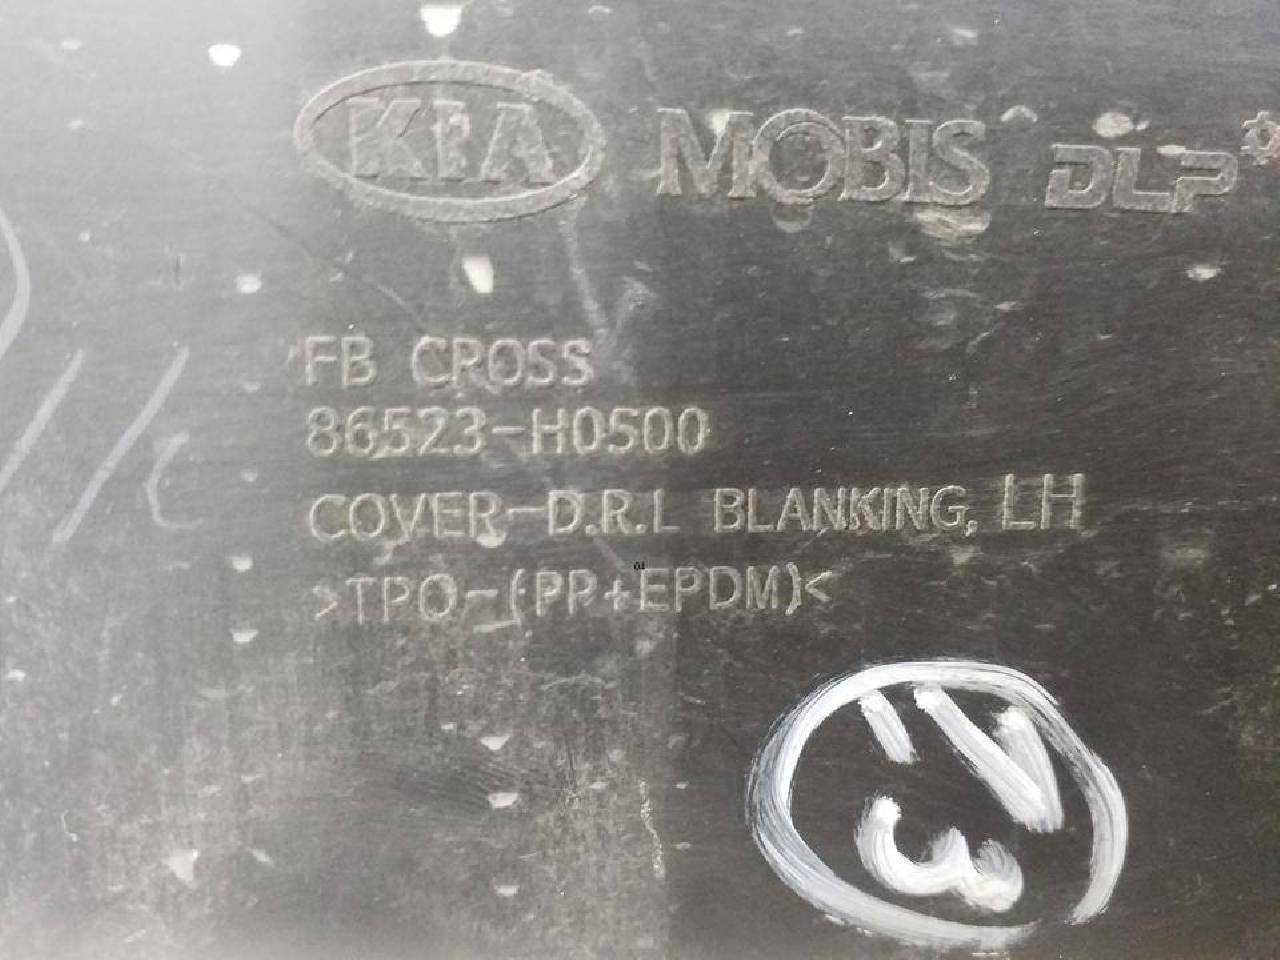 KIA MOBIS DLP
FB CROSS
86523-H0500
COVER-D.R.L BLANKING, LH
>TPO-(PP+EPDM)<